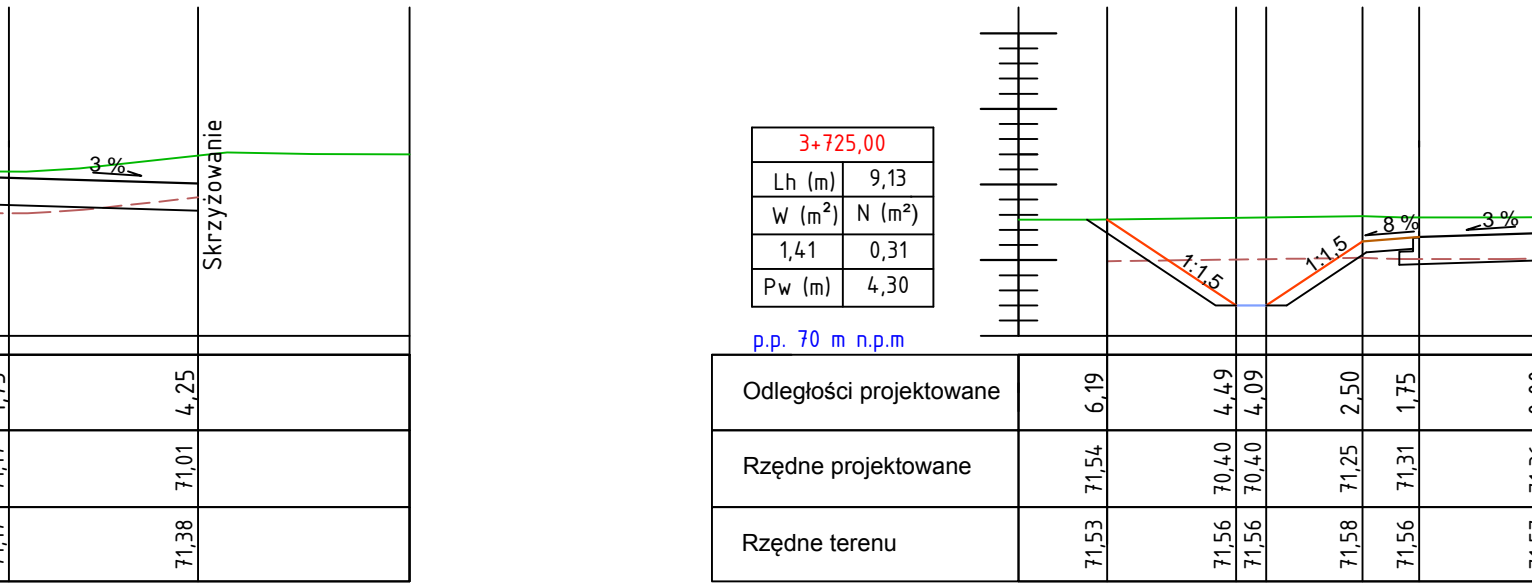 3 %
Skrzyżowanie
4,25
71,01
71,38
3+725,00
Lh (m) 9,13
W (m²) N (m²)
1,41 0,31
Pw (m) 4,30
p.p. 70 m n.p.m
1:1,5
1:1,5
8 %
3 %
Odległości projektowane 6,19 4,49 4,09 2,50 1,75
Rzędne projektowane 71,54 70,40 70,40 71,25 71,31
Rzędne terenu 71,53 71,56 71,56 71,58 71,56